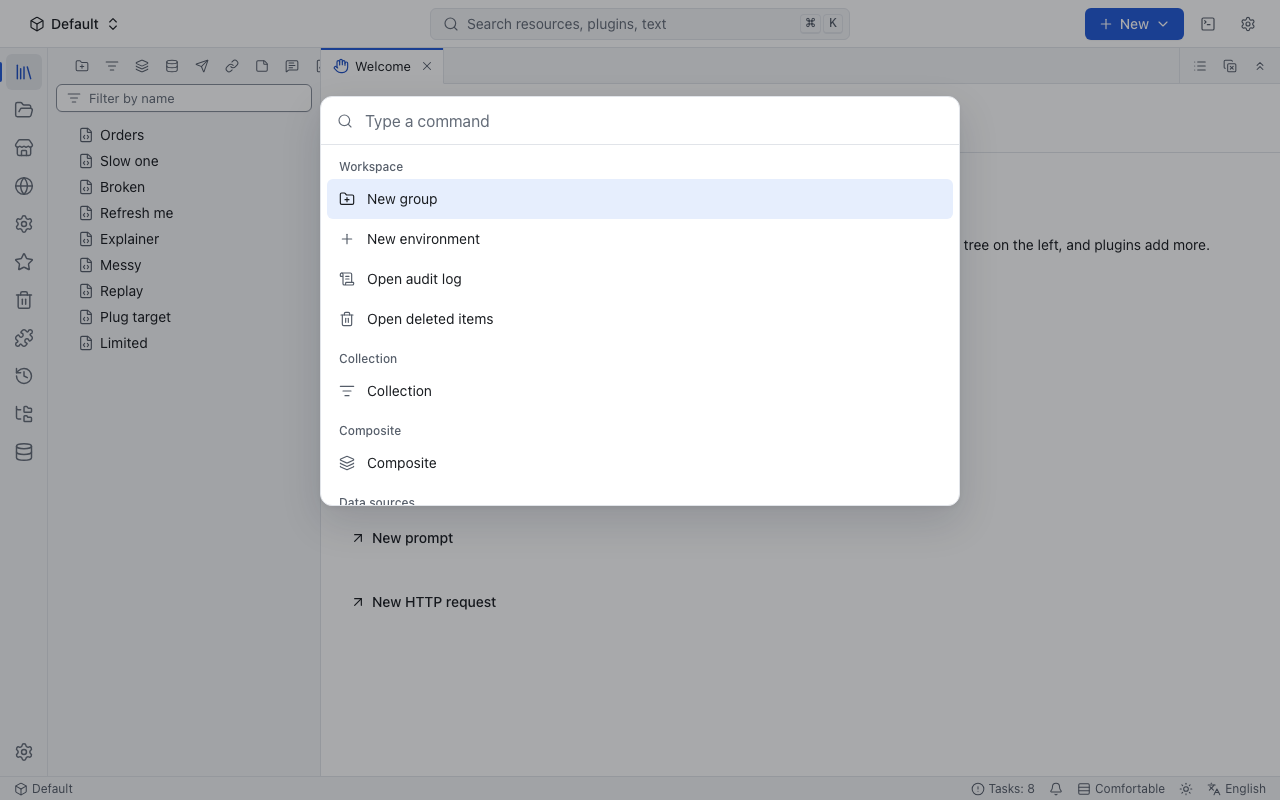 Default
Search resources, plugins, text
⌘ K
New
Welcome
Filter by name
Orders
Slow one
Broken
Refresh me
Explainer
Messy
Replay
Plug target
Limited
Type a command
Workspace
New group
New environment
Open audit log
Open deleted items
Collection
Collection
Composite
Composite
Data sources
tree on the left, and plugins add more.
New prompt
New HTTP request
Default
Tasks: 8
Comfortable
English